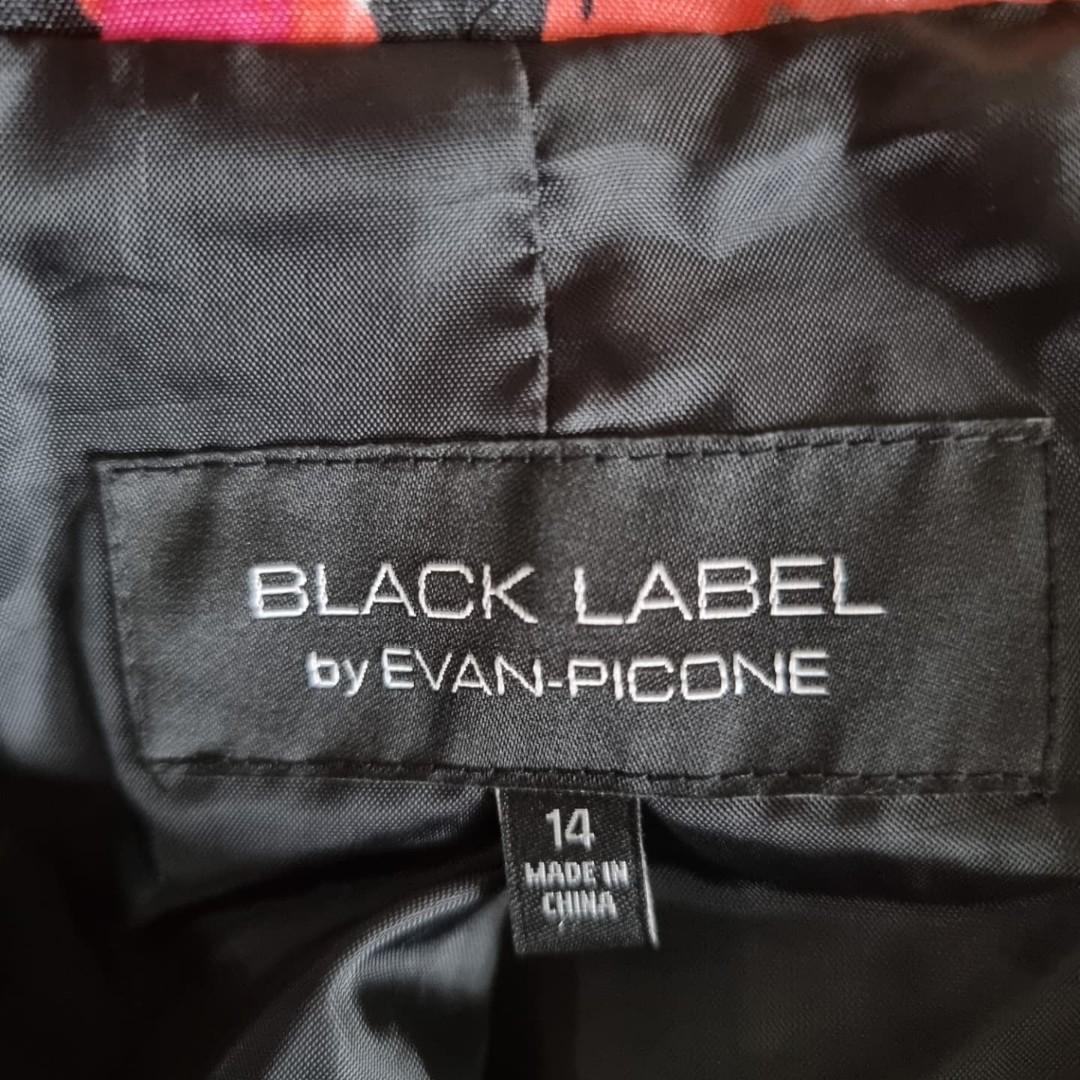 BLACK LABEL
by EVAN-PICONE
14
MADE IN
CHINA